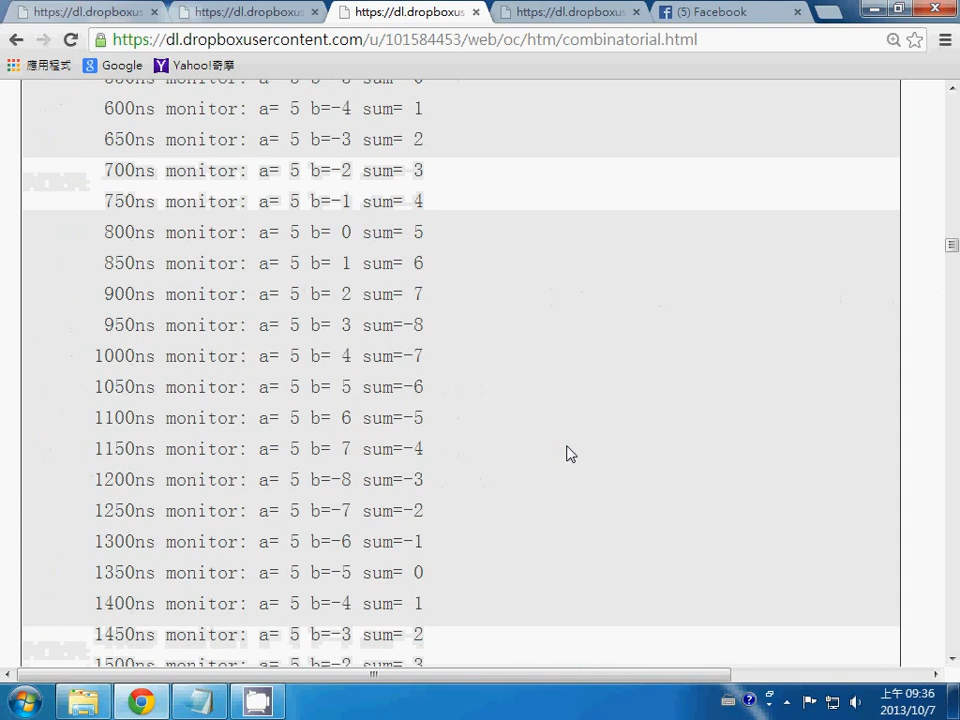 https://dl.dropboxus
https://dl.dropboxus
https://dl.dropboxus
https://dl.dropboxus
(5) Facebook
https://dl.dropboxusercontent.com/u/101584453/web/oc/htm/combinatorial.html
應用程式 Google Yahoo!奇摩
600ns monitor: a= 5 b=-4 sum= 1
650ns monitor: a= 5 b=-3 sum= 2
700ns monitor: a= 5 b=-2 sum= 3
750ns monitor: a= 5 b=-1 sum= 4
800ns monitor: a= 5 b= 0 sum= 5
850ns monitor: a= 5 b= 1 sum= 6
900ns monitor: a= 5 b= 2 sum= 7
950ns monitor: a= 5 b= 3 sum=-8
1000ns monitor: a= 5 b= 4 sum=-7
1050ns monitor: a= 5 b= 5 sum=-6
1100ns monitor: a= 5 b= 6 sum=-5
1150ns monitor: a= 5 b= 7 sum=-4
1200ns monitor: a= 5 b=-8 sum=-3
1250ns monitor: a= 5 b=-7 sum=-2
1300ns monitor: a= 5 b=-6 sum=-1
1350ns monitor: a= 5 b=-5 sum= 0
1400ns monitor: a= 5 b=-4 sum= 1
1450ns monitor: a= 5 b=-3 sum= 2
1500ns monitor: a= 5 b=-2 sum= 3
上午 09:36
2013/10/7